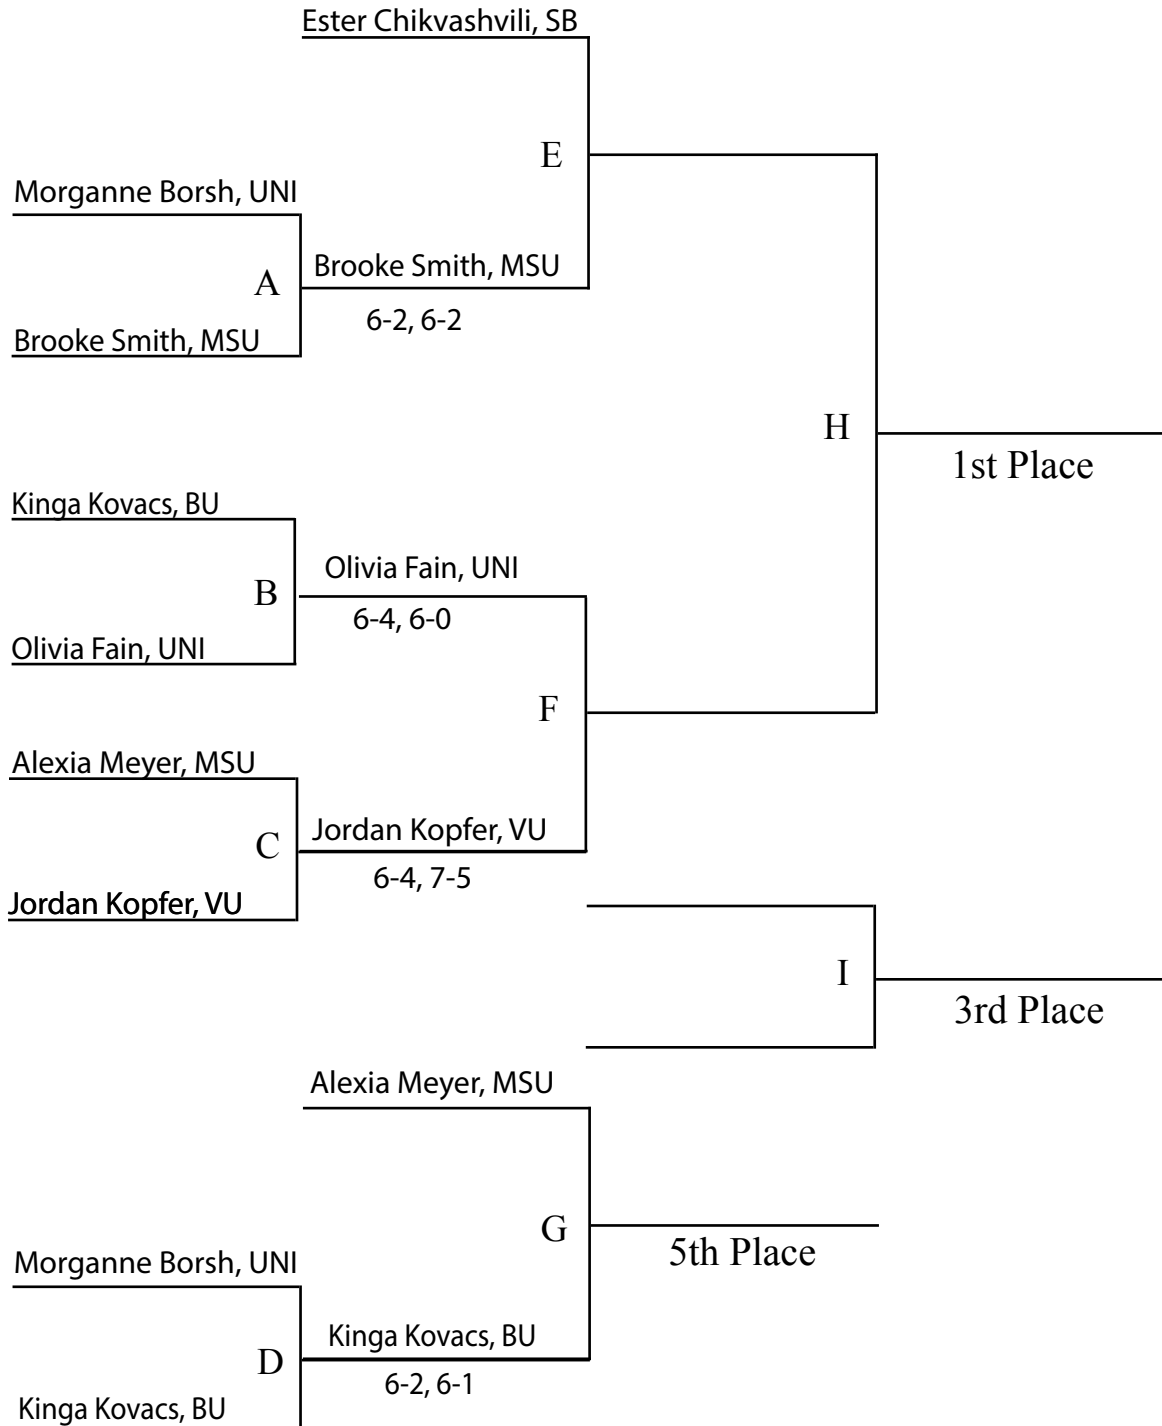 Ester Chikvashvili, SB
E
Morganne Borsh, UNI
A
Brooke Smith, MSU
6-2, 6-2
Brooke Smith, MSU
H
1st Place
Kinga Kovacs, BU
B
Olivia Fain, UNI
6-4, 6-0
Olivia Fain, UNI
F
Alexia Meyer, MSU
C
Jordan Kopfer, VU
6-4, 7-5
Jordan Kopfer, VU
I
3rd Place
Alexia Meyer, MSU
G
5th Place
Morganne Borsh, UNI
D
Kinga Kovacs, BU
6-2, 6-1
Kinga Kovacs, BU